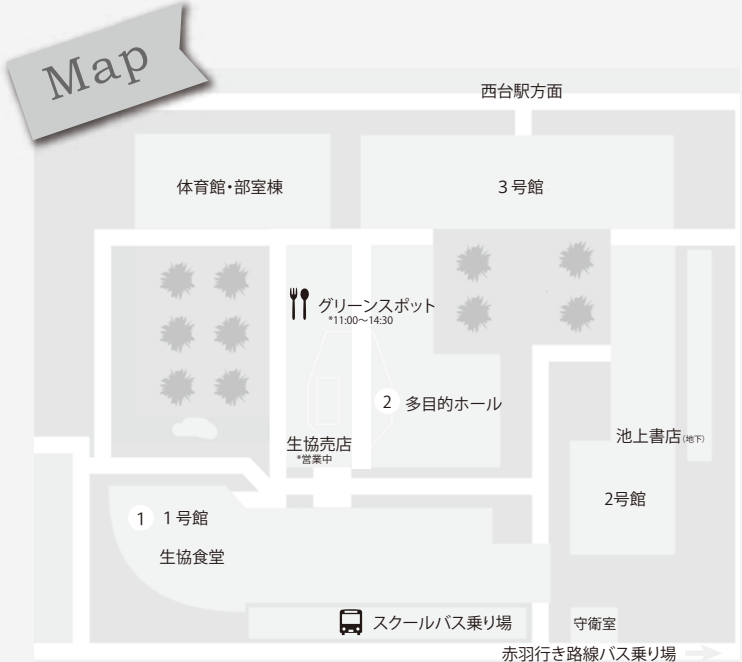 Map
西台駅方面
体育館・部室棟
3号館
グリーンスポット
*11:00〜14:30
2 多目的ホール
生協売店
*営業中
池上書店(地下)
2号館
1 1号館
生協食堂
スクールバス乗り場
守衛室
赤羽行き路線バス乗り場